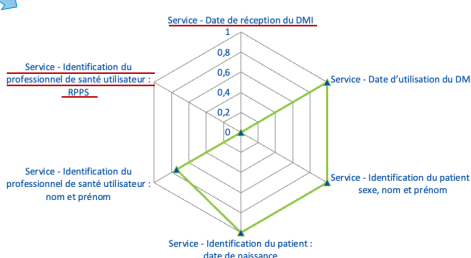 Service - Date de réception du DMI
1
Service - Identification du
professionnel de santé utilisateur :
RPPS
0,8
0,6
0,4
0,2
0
Service - Date d'utilisation du DM
Service - Identification du
professionnel de santé utilisateur :
nom et prénom
Service - Identification du patient
sexe, nom et prénom
Service - Identification du patient :
date de naissance